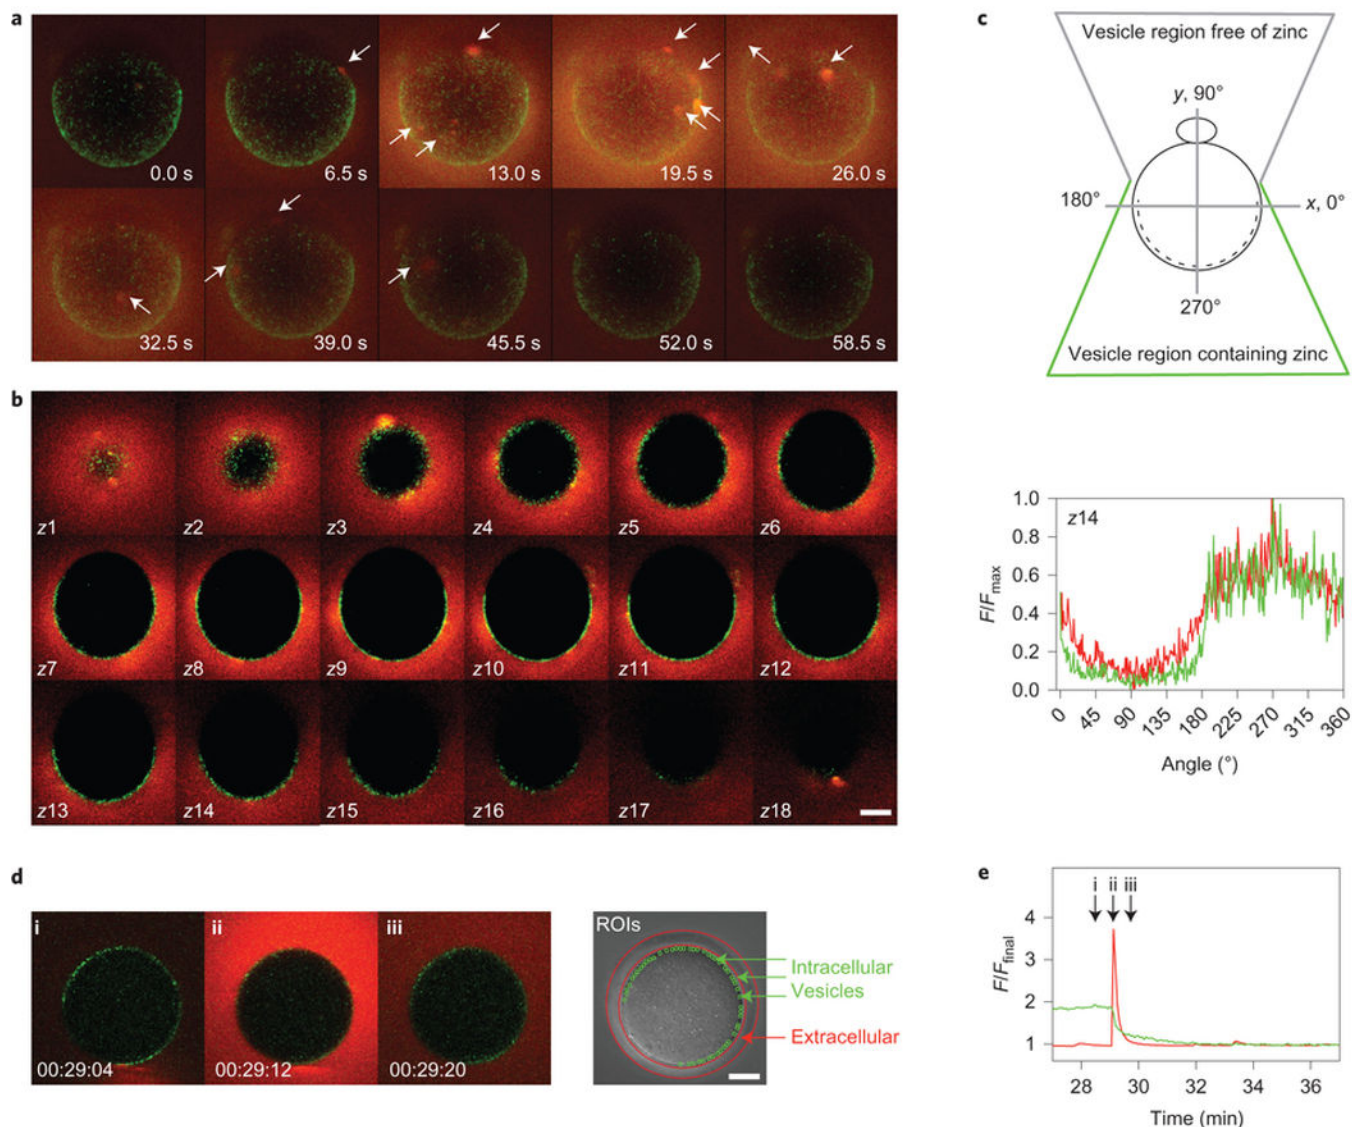 a
0.0 s
6.5 s
13.0 s
19.5 s
26.0 s
32.5 s
39.0 s
45.5 s
52.0 s
58.5 s
b
z1
z2
z3
z4
z5
z6
z7
z8
z9
z10
z11
z12
z13
z14
z15
z16
z17
z18
c
Vesicle region free of zinc
y, 90°
180°
x, 0°
270°
Vesicle region containing zinc
z14
F/Fmax
1.0
0.8
0.6
0.4
0.2
0.0
0
45
90
135
180
225
270
315
360
Angle (°)
d
i
00:29:04
ii
00:29:12
iii
00:29:20
ROIs
Intracellular
Vesicles
Extracellular
e
i
ii
iii
F/Ffinal
4
3
2
1
28
30
32
34
36
Time (min)